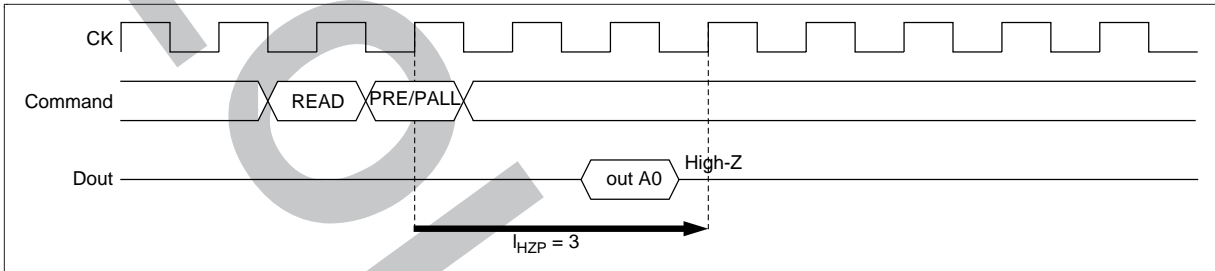 CK
Command
READ
PRE/PALL
Dout
out A0
High-Z
lHZP = 3